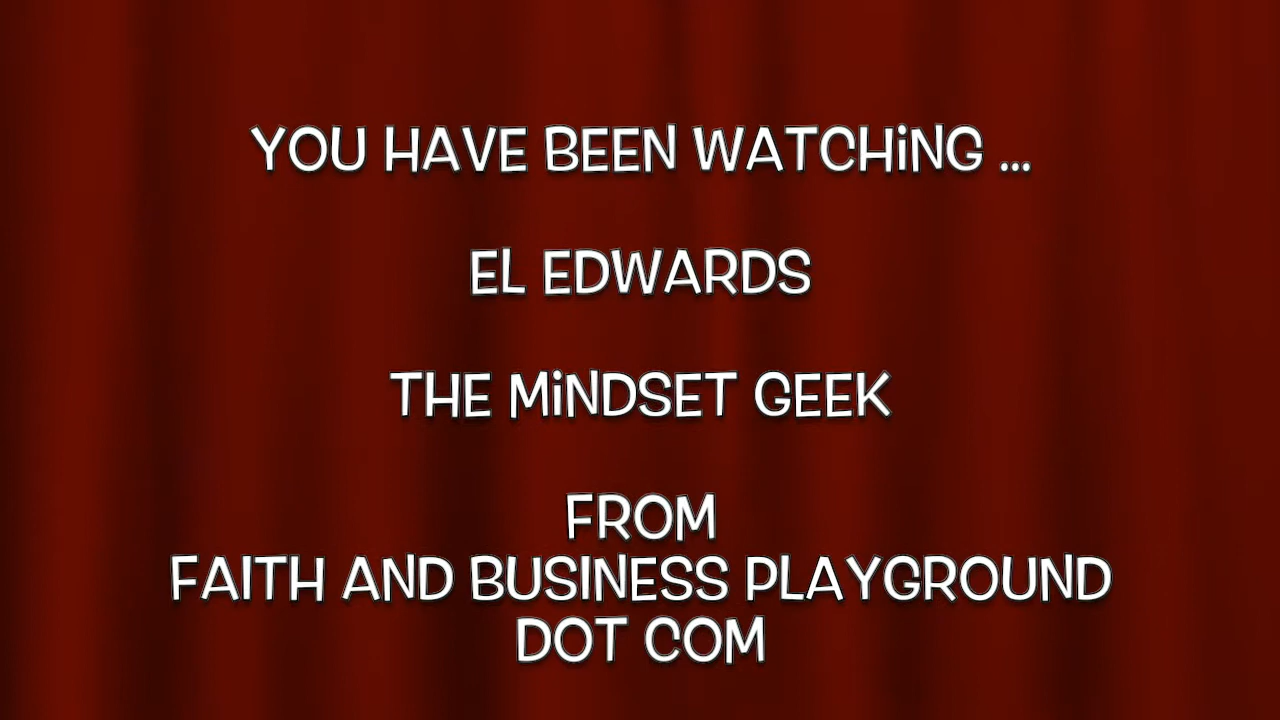 YOU HAVE BEEN WATCHiNG ...
EL EDWARDS
THE MiNDSET GEEK
FROM
FAITH AND BUSINESS PLAYGROUND
DOT COM